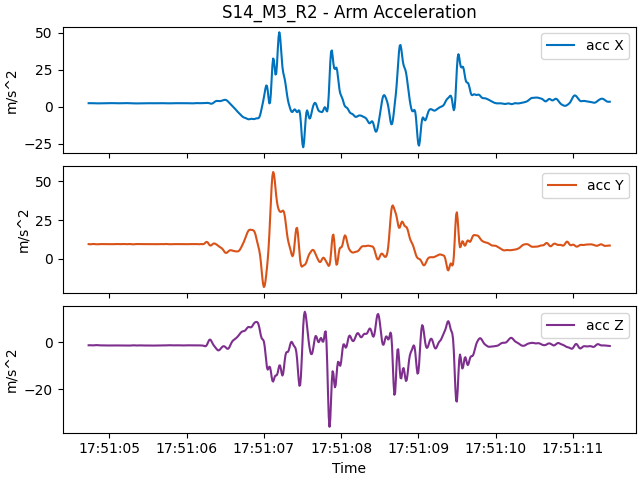 S14_M3_R2 - Arm Acceleration
50
25
0
−25
m/s^2
acc X
50
25
0
m/s^2
acc Y
0
−20
m/s^2
acc Z
17:51:05 17:51:06 17:51:07 17:51:08 17:51:09 17:51:10 17:51:11
Time